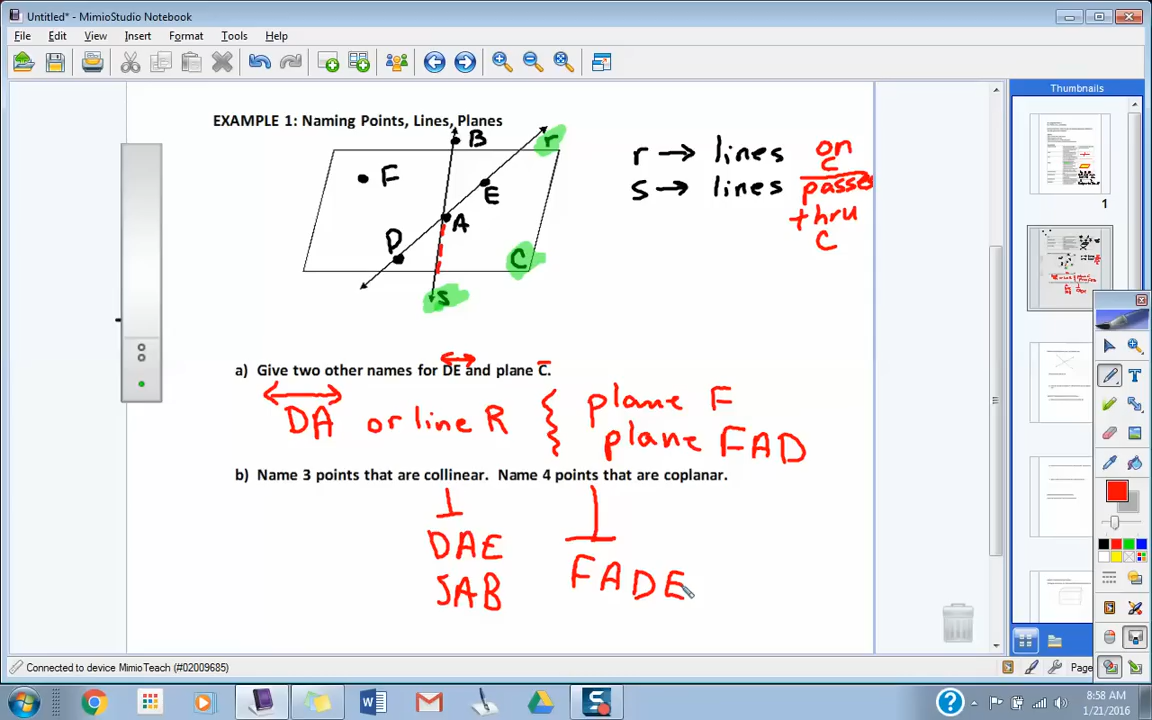 Untitled* - MimioStudio Notebook
File Edit View Insert Format Tools Help
Thumbnails
EXAMPLE 1: Naming Points, Lines, Planes
B
r
F
E
A
D
C
s
r → lines on C
s → lines passes thru C
1
a) Give two other names for DE and plane C.
DA or line R { plane F
plane FAD
b) Name 3 points that are collinear. Name 4 points that are coplanar.
DAE
SAB
FADE
T
Connected to device MimioTeach (#02009685)
Page
8:58 AM
1/21/2016